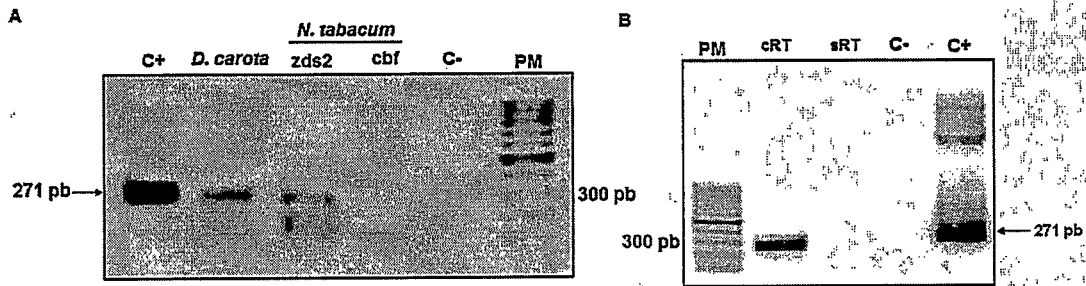 A
N. tabacum
C+ D. carota zds2 cbf C- PM
271 pb
300 pb
B
PM cRT sRT C- C+
300 pb
271 pb